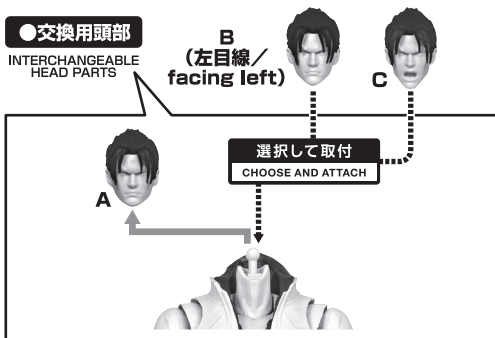 ●交換用頭部
INTERCHANGEABLE
HEAD PARTS
B
(左目線／
facing left)
C
選択して取付
CHOOSE AND ATTACH
A